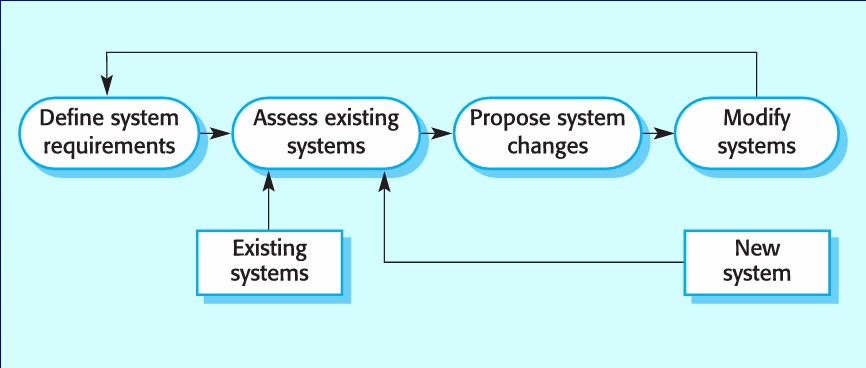 Define system
requirements
Assess existing
systems
Propose system
changes
Modify
systems
Existing
systems
New
system